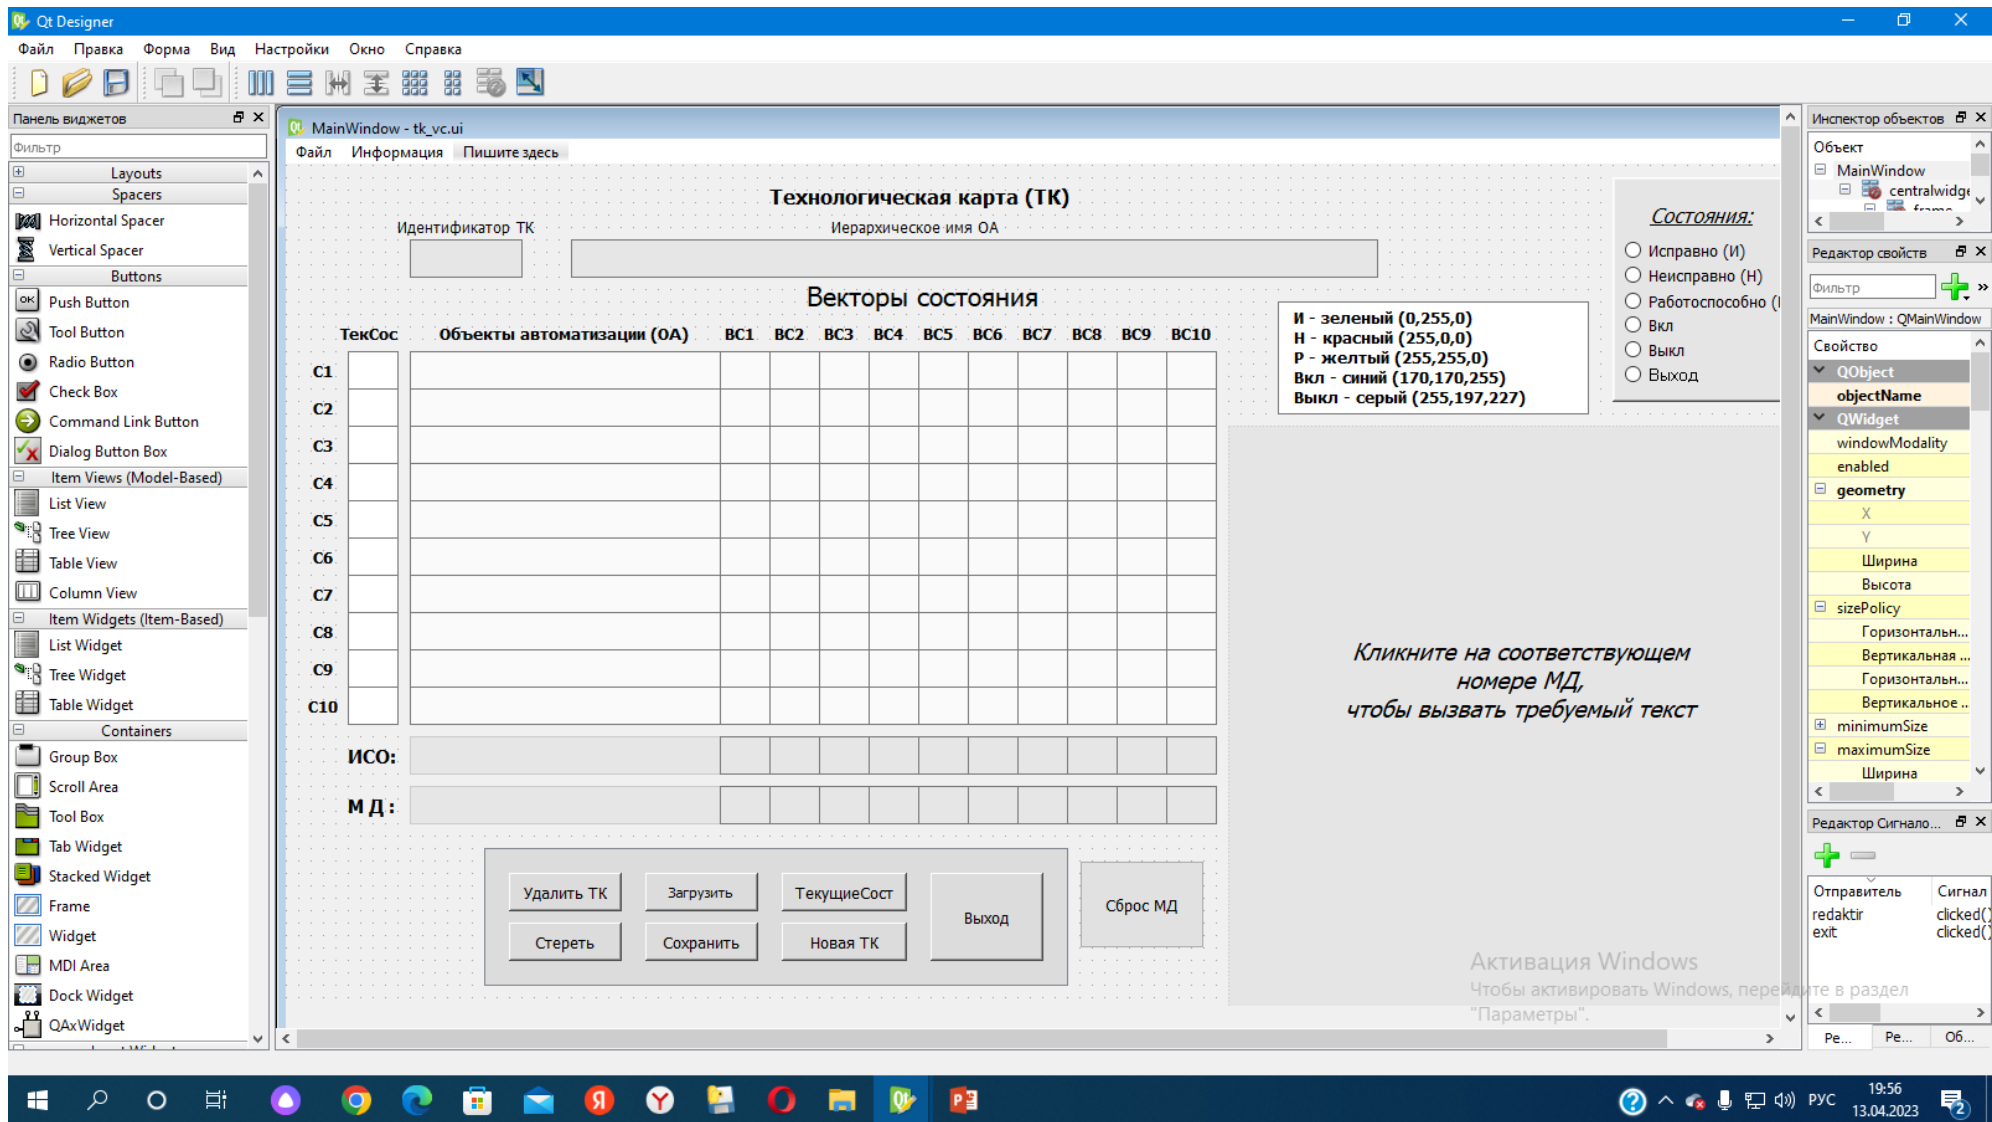 Qt Designer
Файл Правка Форма Вид Настройки Окно Справка
Панель виджетов
Фильтр
Layouts
Spacers
Horizontal Spacer
Vertical Spacer
Buttons
Push Button
Tool Button
Radio Button
Check Box
Command Link Button
Dialog Button Box
Item Views (Model-Based)
List View
Tree View
Table View
Column View
Item Widgets (Item-Based)
List Widget
Tree Widget
Table Widget
Containers
Group Box
Scroll Area
Tool Box
Tab Widget
Stacked Widget
Frame
Widget
MDI Area
Dock Widget
QAxWidget
MainWindow - tk_vc.ui
Файл Информация Пишите здесь
Технологическая карта (ТК)
Идентификатор ТК Иерархическое имя ОА
Векторы состояния
ТекСос Объекты автоматизации (ОА) ВС1 ВС2 ВС3 ВС4 ВС5 ВС6 ВС7 ВС8 ВС9 ВС10
С1
С2
С3
С4
С5
С6
С7
С8
С9
С10
ИСО:
М Д :
Удалить ТК Загрузить ТекущиеСост
Выход
Стереть Сохранить Новая ТК
Сброс МД
И - зеленый (0,255,0)
Н - красный (255,0,0)
Р - желтый (255,255,0)
Вкл - синий (170,170,255)
Выкл - серый (255,197,227)
Состояния:
Исправно (И)
Неисправно (Н)
Работоспособно (
Вкл
Выкл
Выход
Кликните на соответствующем
номере МД,
чтобы вызвать требуемый текст
Активация Windows
Чтобы активировать Windows, перейдите в раздел
"Параметры".
Инспектор объектов
Объект
MainWindow
centralwidge
frame
Редактор свойств
Фильтр
MainWindow : QMainWindow
Свойство
QObject
objectName
QWidget
windowModality
enabled
geometry
X
Y
Ширина
Высота
sizePolicy
Горизонтальн...
Вертикальная ...
Горизонтальн...
Вертикальное ..
minimumSize
maximumSize
Ширина
Редактор Сигнало...
Отправитель Сигнал
redaktir clicked()
exit clicked()
Ре... Ре... Об...
РУС
19:56
13.04.2023
2